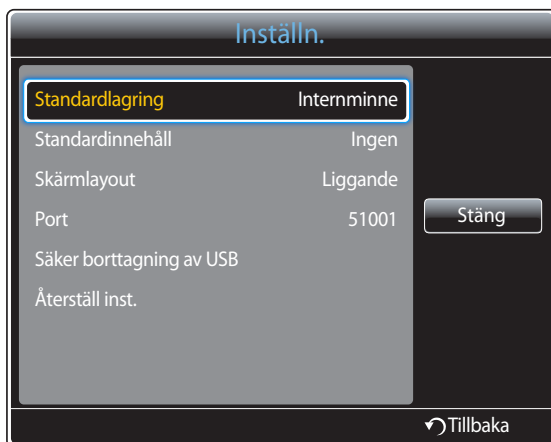 Inställn.
Standardlagring Internminne
Standardinnehåll Ingen
Skärmlayout Liggande
Port 51001
Säker borttagning av USB
Återställ inst.
Stäng
Tillbaka